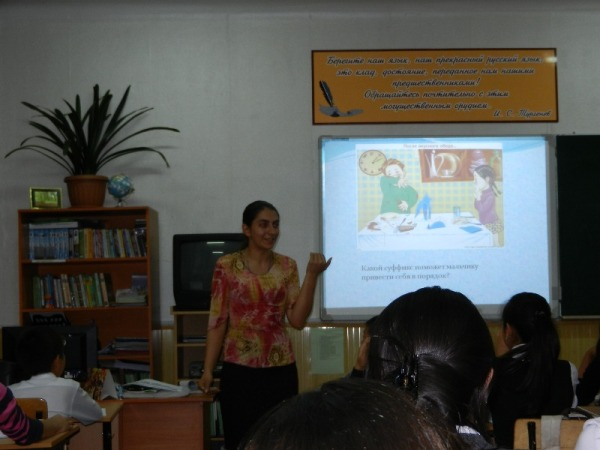 Берегите наш язык, наш прекрасный русский язык
это клад, достояние, переданное нам нашими
предшественниками!
Обращайтесь почтительно с этим
могущественным орудием.
И. С. Тургенев
Какой суффикс поможет мальчику
привести себя в порядок?